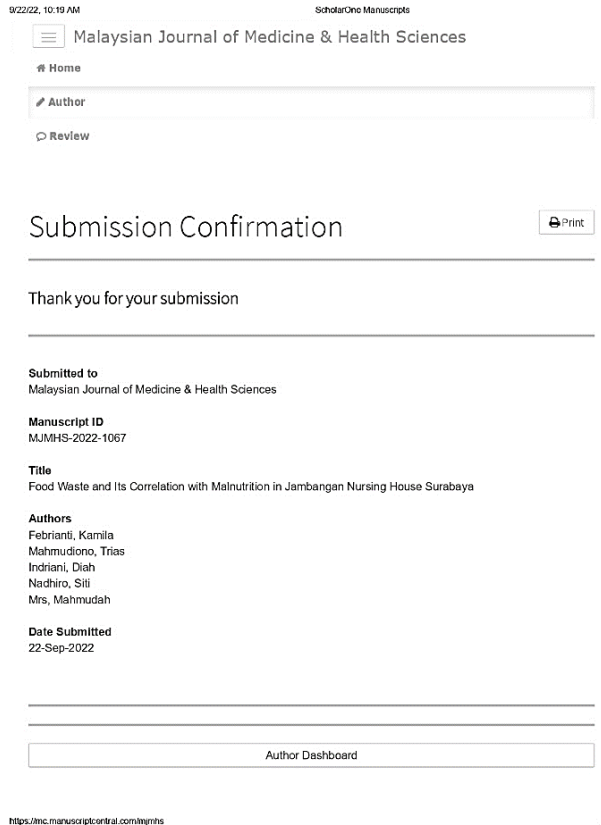 9/22/22, 10:19 AM ScholarOne Manuscripts
Malaysian Journal of Medicine & Health Sciences
Home
Author
Review
Submission Confirmation
Print
Thank you for your submission
Submitted to
Malaysian Journal of Medicine & Health Sciences
Manuscript ID
MJMHS-2022-1067
Title
Food Waste and Its Correlation with Malnutrition in Jambangan Nursing House Surabaya
Authors
Febrianti, Kamila
Mahmudiono, Trias
Indriani, Diah
Nadhiro, Siti
Mrs, Mahmudah
Date Submitted
22-Sep-2022
Author Dashboard
https://mc.manuscriptcentral.com/mjmhs